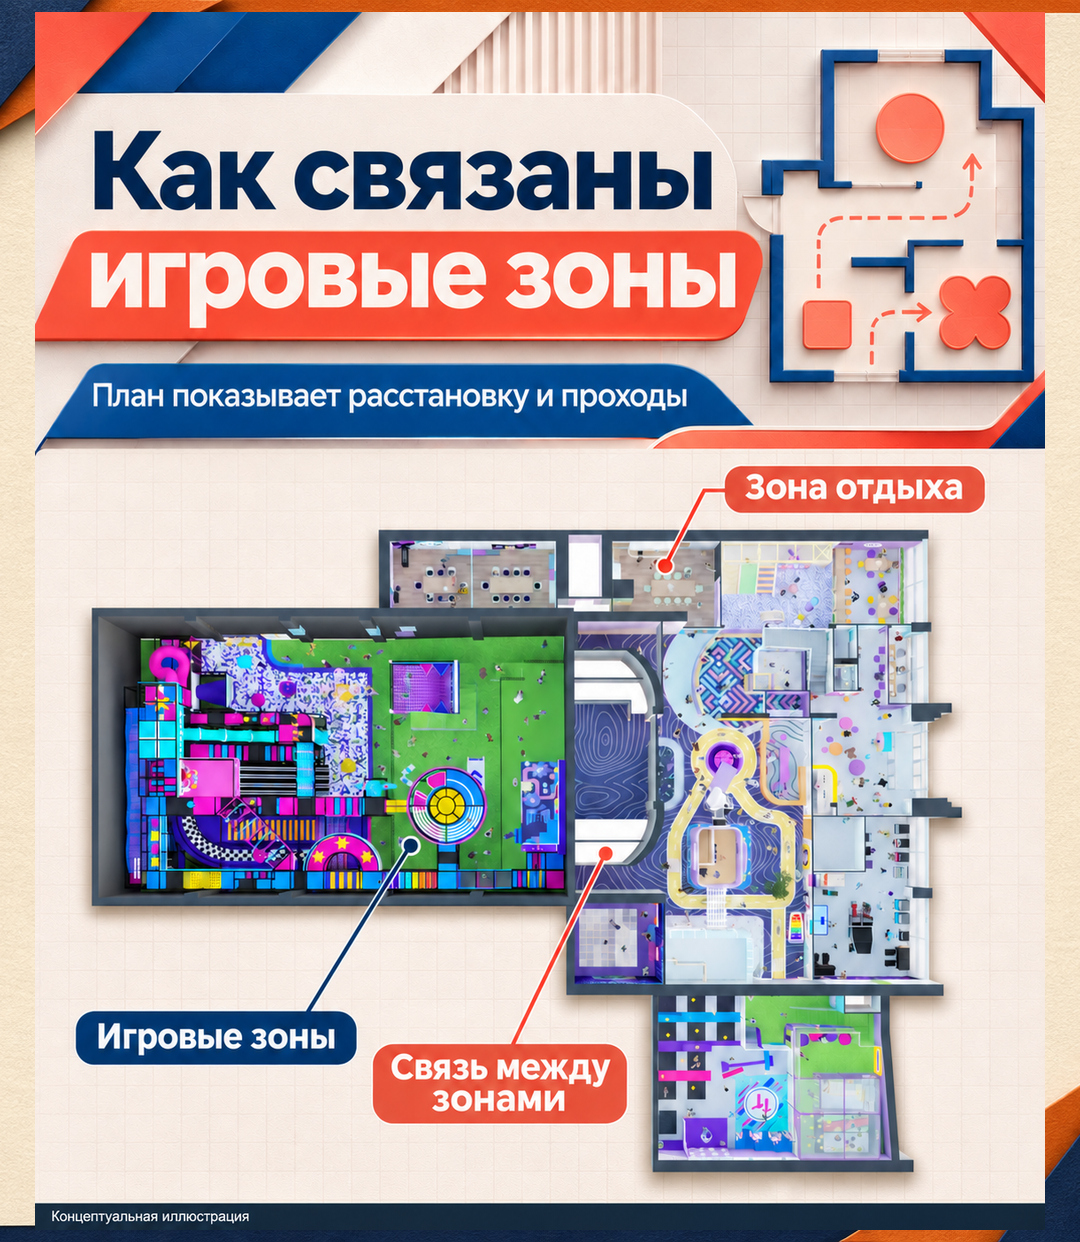 Как связаны
игровые зоны
План показывает расстановку и проходы
Зона отдыха
Игровые зоны
Связь между
зонами
Концептуальная иллюстрация